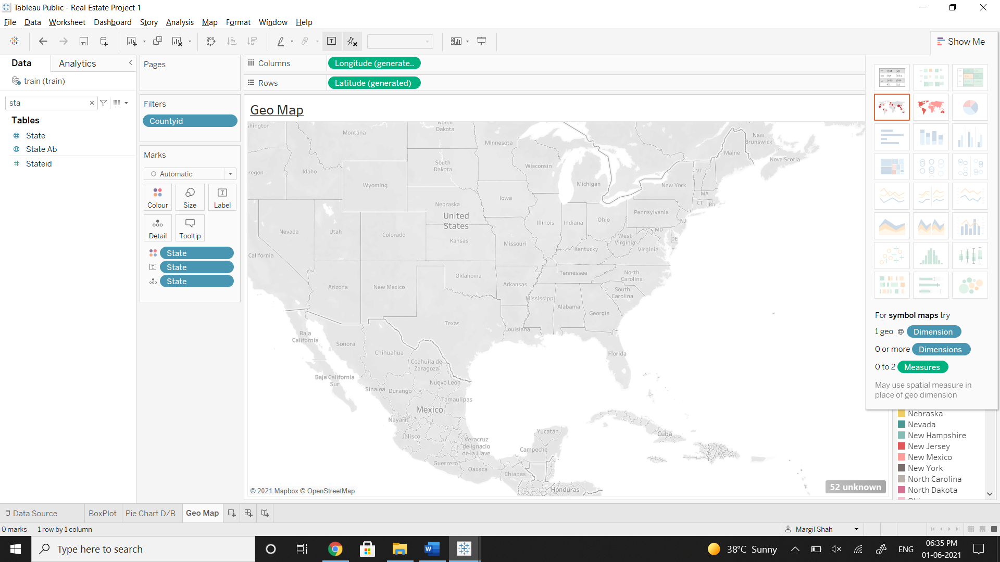 Tableau Public - Real Estate Project 1
File Data Worksheet Dashboard Story Analysis Map Format Window Help
Show Me
Data Analytics
train (train)
sta
Tables
State
State Ab
Stateid
Pages
Filters
Countyid
Marks
Automatic
Colour Size Label
Detail Tooltip
State
State
State
Columns Longitude (generate..
Rows Latitude (generated)
Geo Map
shington
Montana
North
Dakota
Minnesota
New
Brunswick
Maine
Nova Scotia
regon
Idaho
South
Dakota
Wisconsin
VT
Wyoming
Michigan
New York
MA
Iowa
Nebraska
CT
Rh
United
States
Pennsylvania
Nevada
Utah
Colorado
Illinois
Indiana
Ohio
NJ
MD
DE
Kansas
Missouri
West
Virginia
Kentucky
Virginia
California
Oklahoma
Tennessee
North
Carolina
Arizona
New Mexico
Arkansas
South
Carolina
Mississippi
Alabama
Georgia
Texas
Louisiana
Baja
California
Sonora
Chihuahua
Florida
Coahuila de
Zaragoza
Baja California
Sur
Nuevo León
Sinaloa
Durango
Tamaulipas
Mexico
Nayarit
Jalisco
Yucatán
Cuba
Veracruz
de Ignacio
de la Llave
Campeche
Guerrero
Oaxaca
Chiapas
Honduras
© 2021 Mapbox © OpenStreetMap
52 unknown
For symbol maps try
1 geo Dimension
0 or more Dimensions
0 to 2 Measures
May use spatial measure in
place of geo dimension
Nebraska
Nevada
New Hampshire
New Jersey
New Mexico
New York
North Carolina
North Dakota
Data Source BoxPlot Pie Chart D/B Geo Map
0 marks 1 row by 1 column
Margil Shah
Type here to search
38°C Sunny
ENG
06:35 PM
01-06-2021